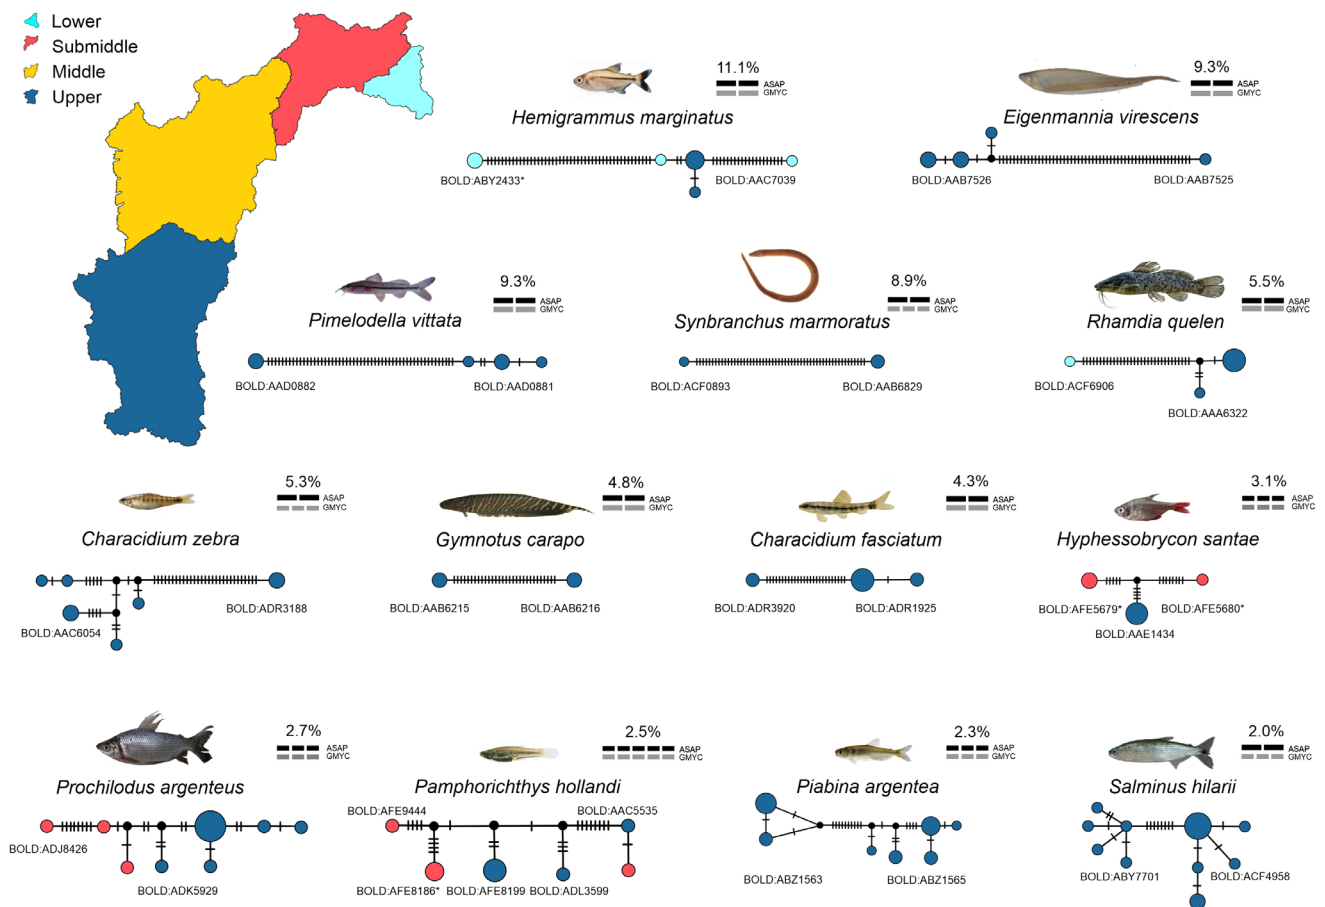 Lower
Submiddle
Middle
Upper
11.1%
ASAP
GMYC
Hemigrammus marginatus
BOLD:ABY2433*
BOLD:AAC7039
9.3%
ASAP
GMYC
Eigenmannia virescens
BOLD:AAB7526
BOLD:AAB7525
9.3%
ASAP
GMYC
Pimelodella vittata
BOLD:AAD0882
BOLD:AAD0881
8.9%
ASAP
GMYC
Synbranchus marmoratus
BOLD:ACF0893
BOLD:AAB6829
5.5%
ASAP
GMYC
Rhamdia quelen
BOLD:ACF6906
BOLD:AAA6322
5.3%
ASAP
GMYC
Characidium zebra
BOLD:ADR3188
BOLD:AAC6054
4.8%
ASAP
GMYC
Gymnotus carapo
BOLD:AAB6215
BOLD:AAB6216
4.3%
ASAP
GMYC
Characidium fasciatum
BOLD:ADR3920
BOLD:ADR1925
3.1%
ASAP
GMYC
Hyphessobrycon santae
BOLD:AFE5679*
BOLD:AFE5680*
BOLD:AAE1434
2.7%
ASAP
GMYC
Prochilodus argenteus
BOLD:ADJ8426
BOLD:ADK5929
2.5%
ASAP
GMYC
Pamphorichthys hollandi
BOLD:AFE9444
BOLD:AAC5535
BOLD:AFE8186*
BOLD:AFE8199
BOLD:ADL3599
2.3%
ASAP
GMYC
Piabina argentea
BOLD:ABZ1563
BOLD:ABZ1565
2.0%
ASAP
GMYC
Salminus hilarii
BOLD:ABY7701
BOLD:ACF4958